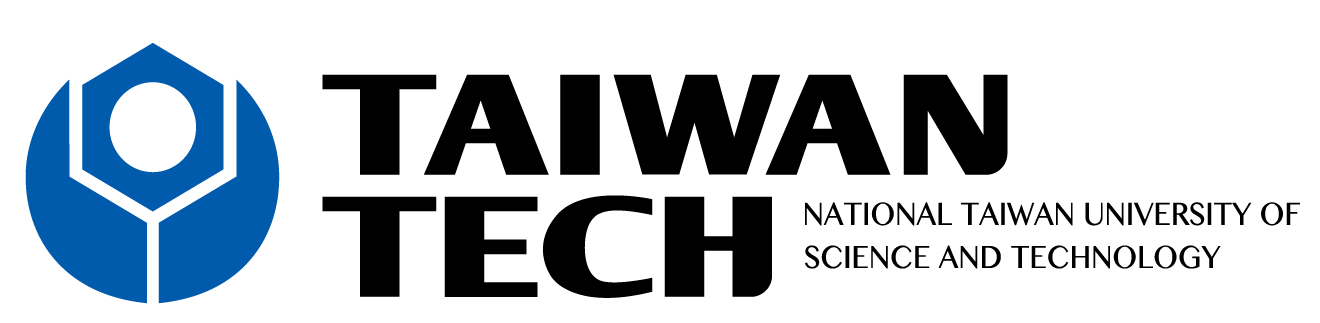 TAIWAN
TECH
NATIONAL TAIWAN UNIVERSITY OF
SCIENCE AND TECHNOLOGY